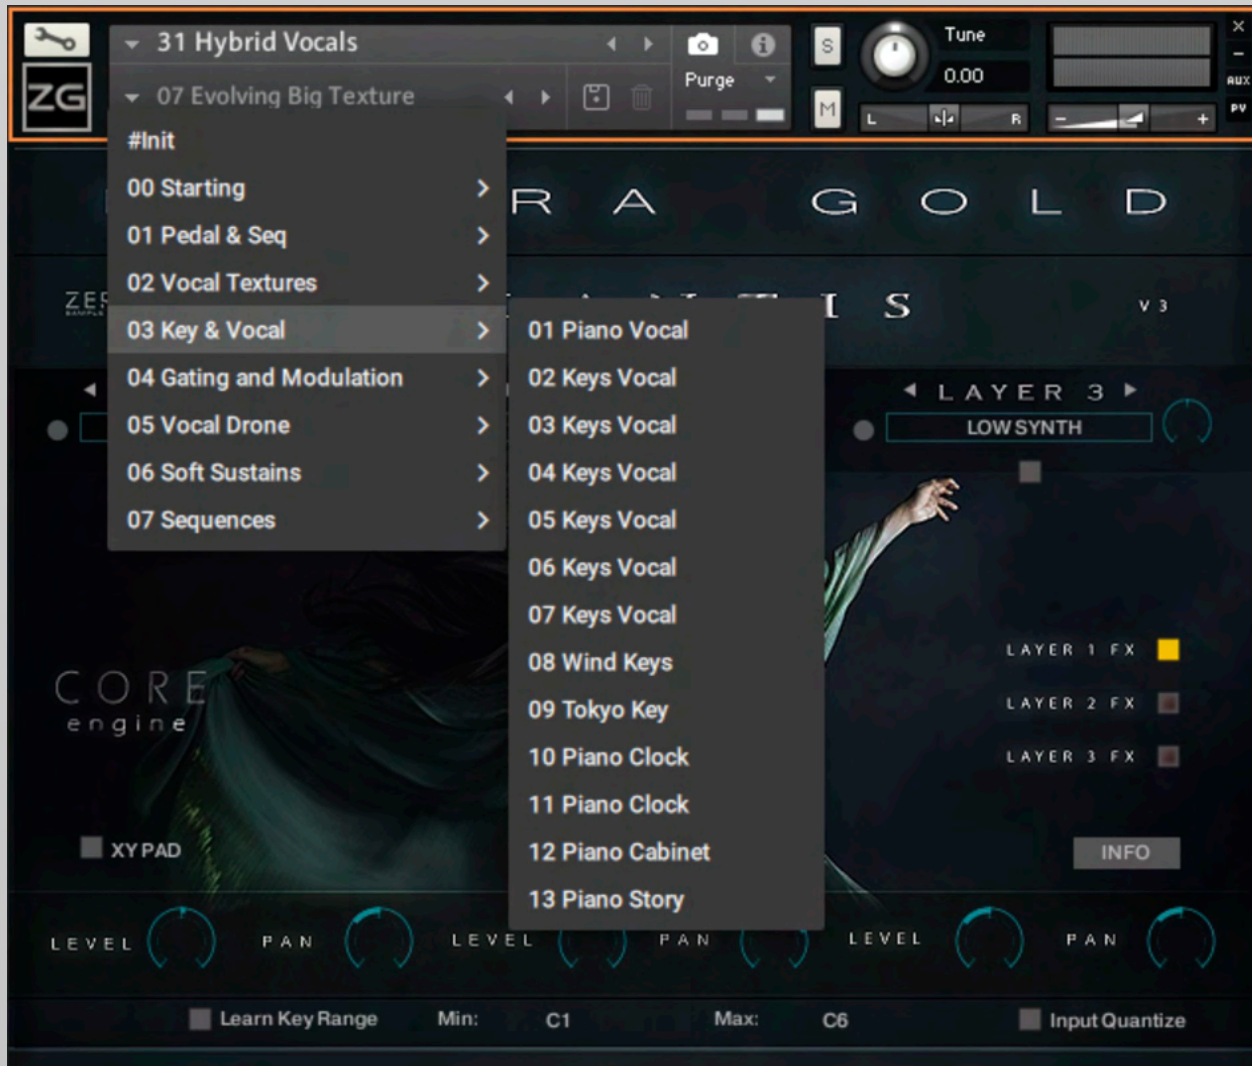 31 Hybrid Vocals
S
Tune
0.00
Purge
AUX
PV
ZG
07 Evolving Big Texture
M
L
R
#Init
00 Starting
01 Pedal & Seq
02 Vocal Textures
03 Key & Vocal
04 Gating and Modulation
05 Vocal Drone
06 Soft Sustains
07 Sequences
RA GOLD
V 3
01 Piano Vocal
02 Keys Vocal
03 Keys Vocal
04 Keys Vocal
05 Keys Vocal
06 Keys Vocal
07 Keys Vocal
08 Wind Keys
09 Tokyo Key
10 Piano Clock
11 Piano Clock
12 Piano Cabinet
13 Piano Story
LAYER 3
LOW SYNTH
LAYER 1 FX
LAYER 2 FX
LAYER 3 FX
CORE
engine
XY PAD
INFO
LEVEL PAN LEVEL PAN LEVEL PAN
Learn Key Range Min: C1 Max: C6 Input Quantize